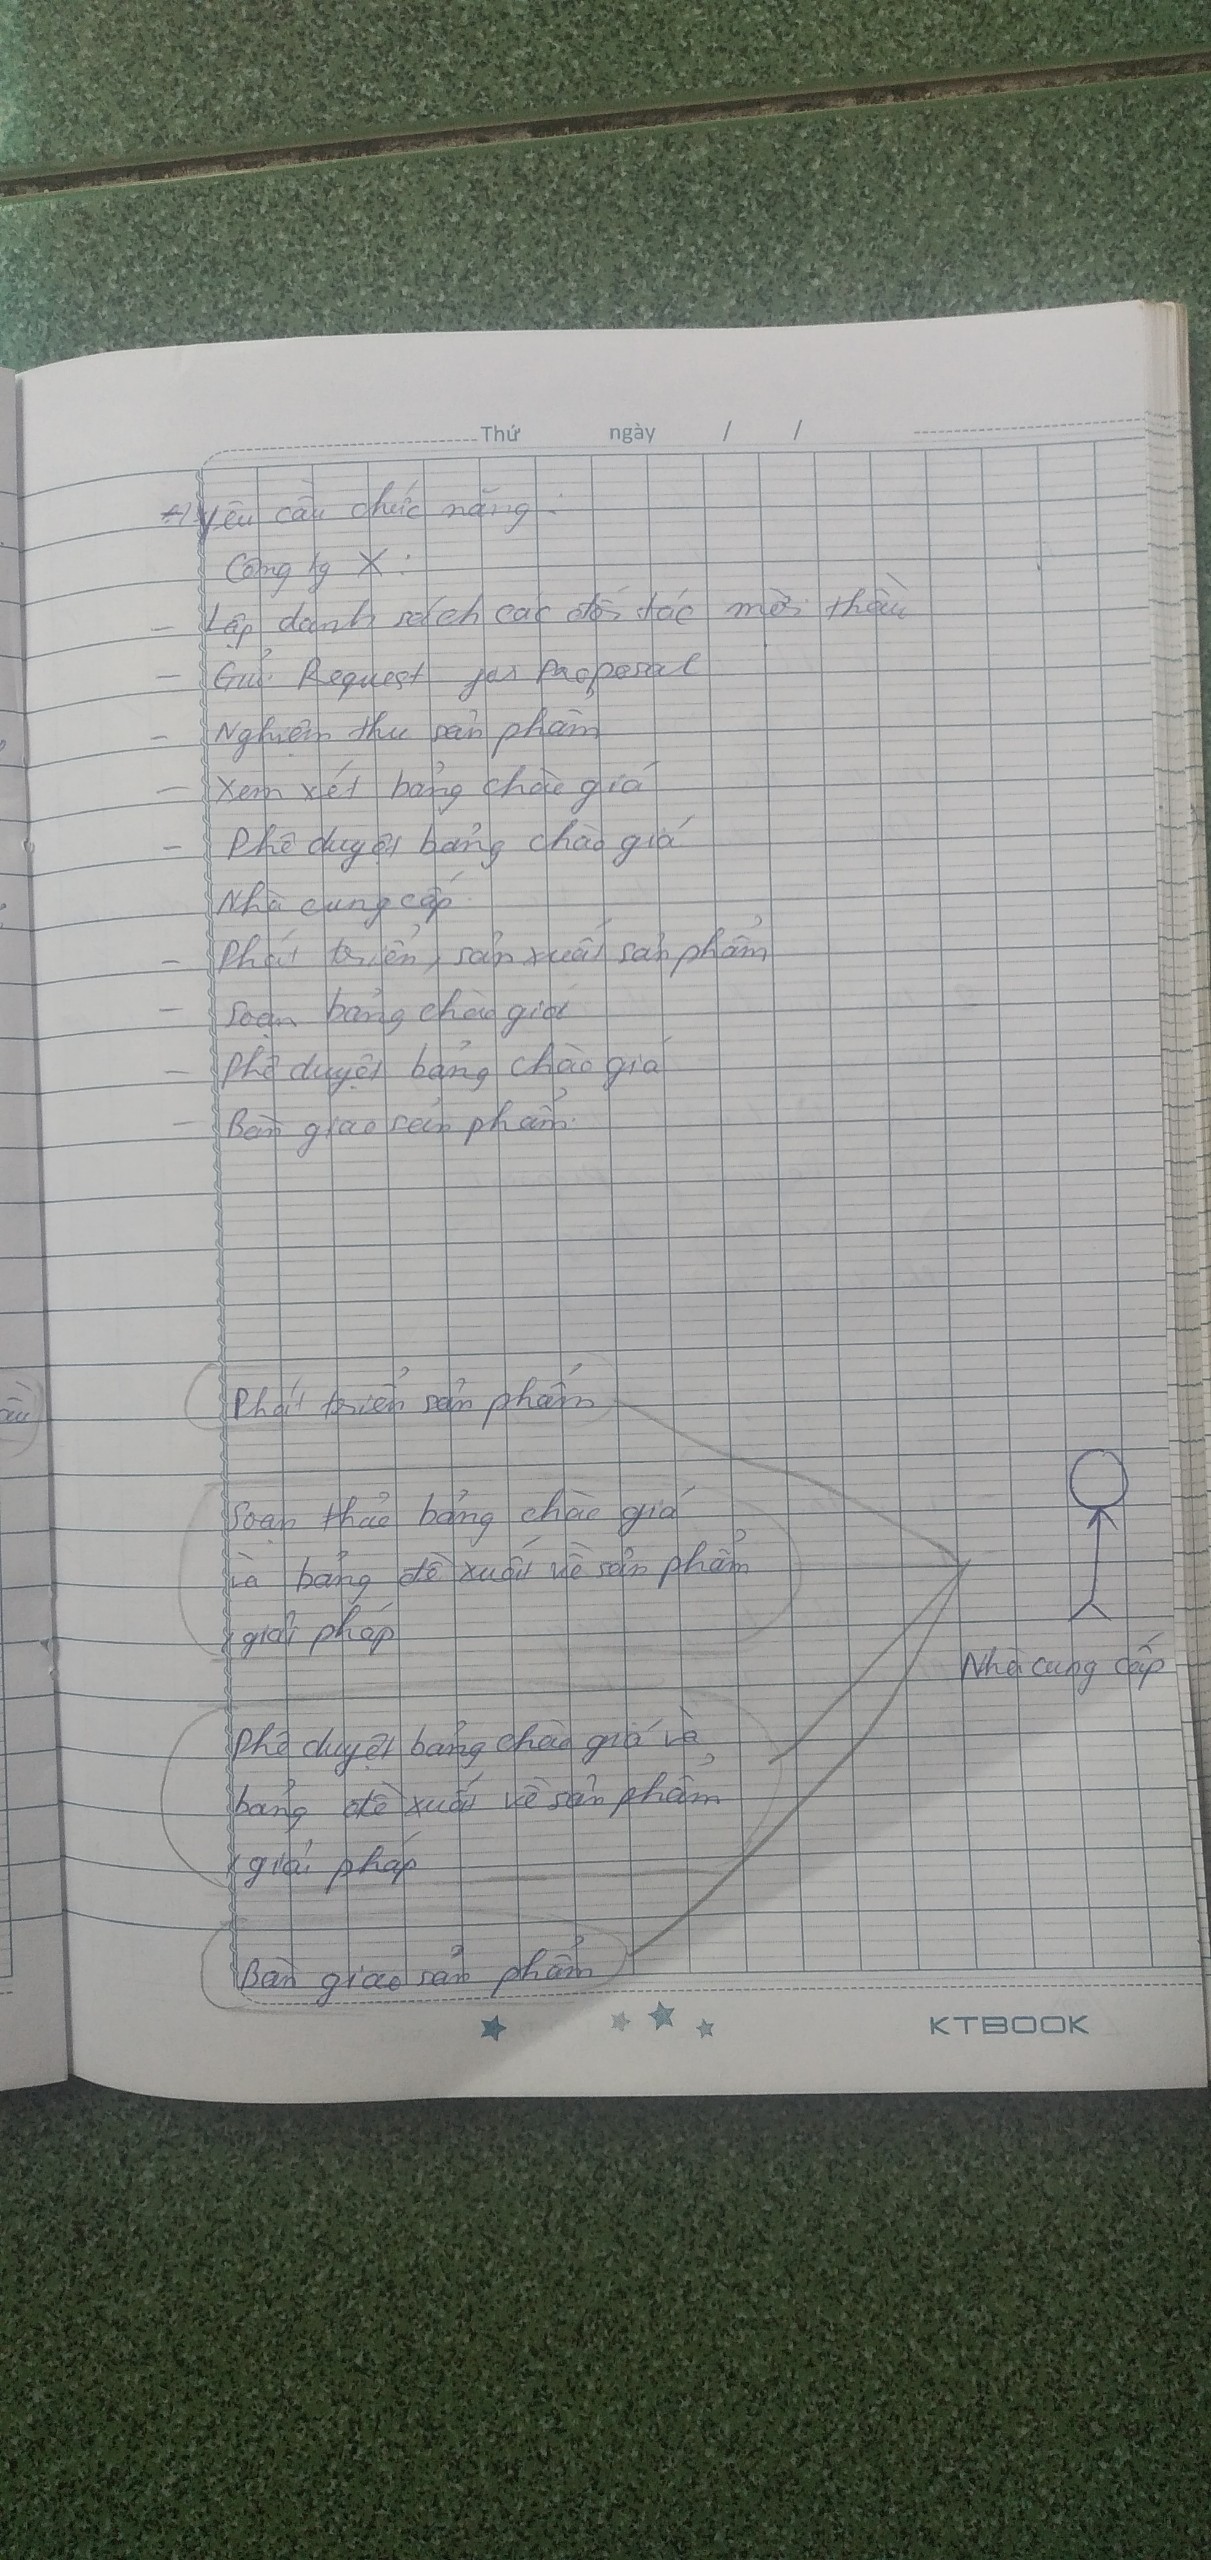 Thứ ngày / /
Yêu cầu chức năng :
Công ty X :
- Lập danh sách các đối tác mời thầu
- Gửi Request for Proposal
- Nghiệm thu sản phẩm
- Xem xét bảng chào giá
- Phê duyệt bảng chào giá
Nhà cung cấp
- Phát triển, sản xuất sản phẩm
- Soạn bảng chào giá
- Phê duyệt bảng chào giá
- Bàn giao sản phẩm.
Phát triển sản phẩm
Soạn thảo bảng chào giá
và bảng đề xuất về sản phẩm
giải pháp
Nhà cung cấp
Phê duyệt bảng chào giá và
bảng đề xuất về sản phẩm
giải pháp
Bàn giao sản phẩm
KTBOOK